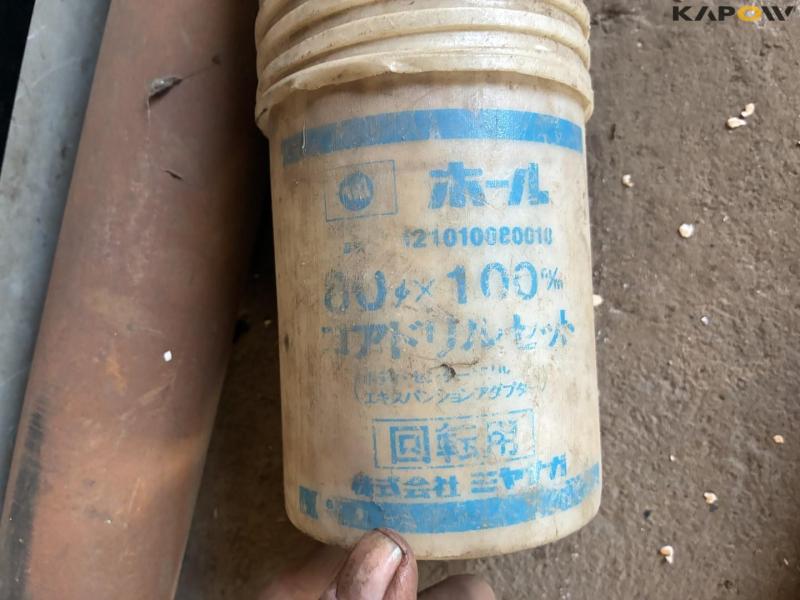 KAPOW
ホール
121010080010
80φ×100%
コアドリルセット
エキスパンションアダプター
回転用
株式会社 ミヤナガ